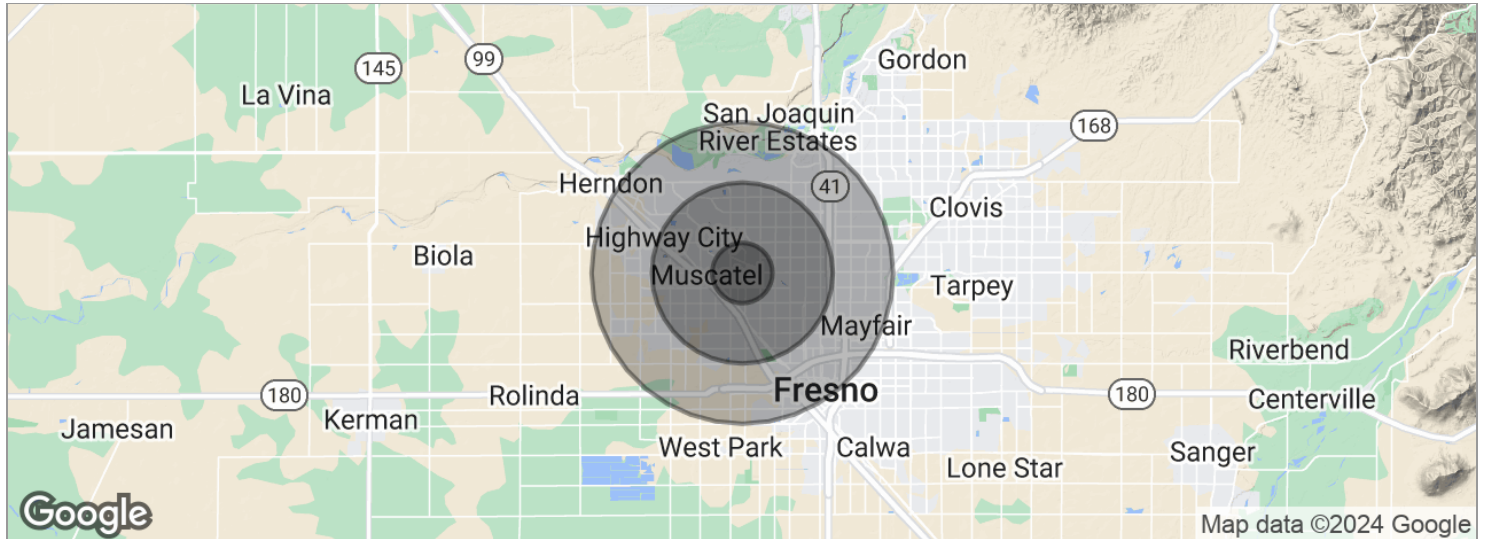 Gordon
99
145
La Vina
San Joaquin
River Estates
168
Herndon
41
Clovis
Highway City
Biola
Muscatel
Tarpey
Mayfair
Riverbend
180
Rolinda
Fresno
180
Centerville
Kerman
Jamesan
West Park
Calwa
Sanger
Lone Star
Google
Map data ©2024 Google